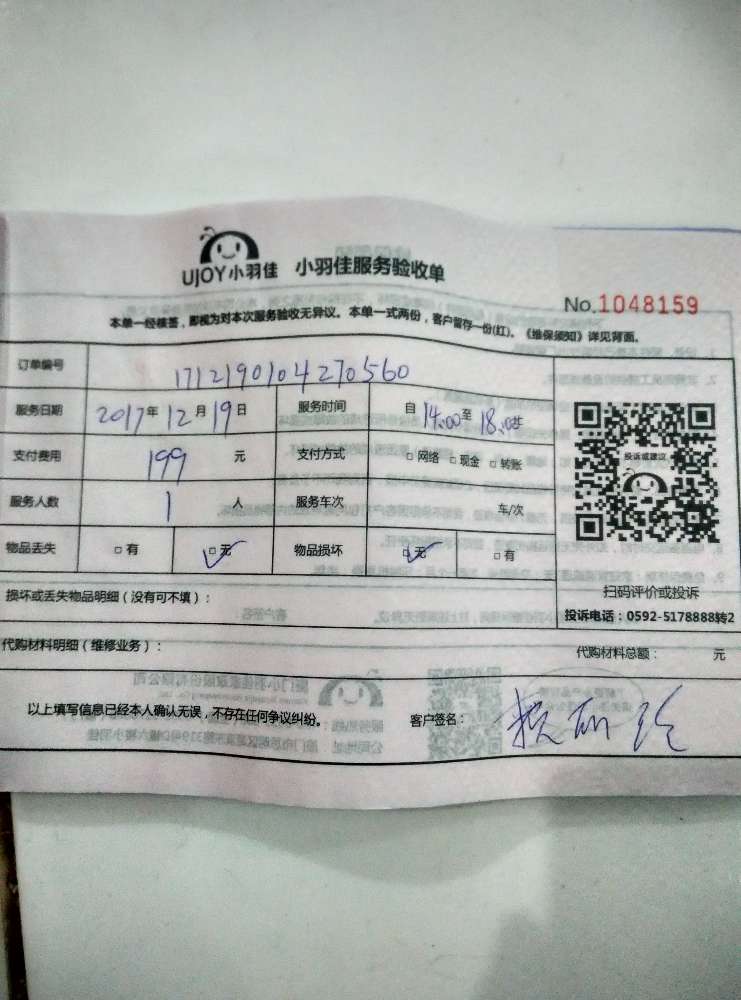 UJOY小羽佳 小羽佳服务验收单
No.1048159
本单一经核签，即视为对本次服务验收无异议。本单一式两份，客户留存一份(红)。《维保须知》详见背面。
订单编号 1712190104270560
服务日期 2017年12月19日 服务时间 自14:00至18:00
支付费用 199 元 支付方式 □网络 □现金 □转账
投诉或建议
服务人数 1 人 服务车次 车/次
物品丢失 □有 □无 物品损坏 □无 □有
扫码评价或投诉
损坏或丢失物品明细（没有可不填）：
投诉电话：0592-5178888转2
代购材料明细（维修业务）： 代购材料总额： 元
以上填写信息已经本人确认无误，不存在任何争议纠纷。 客户签名：